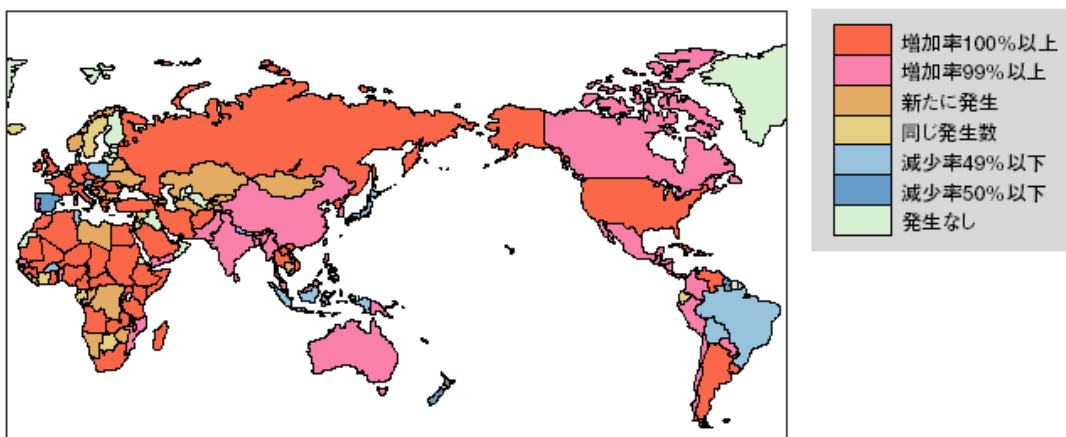 増加率100%以上
増加率99%以上
新たに発生
同じ発生数
減少率49%以下
減少率50%以下
発生なし